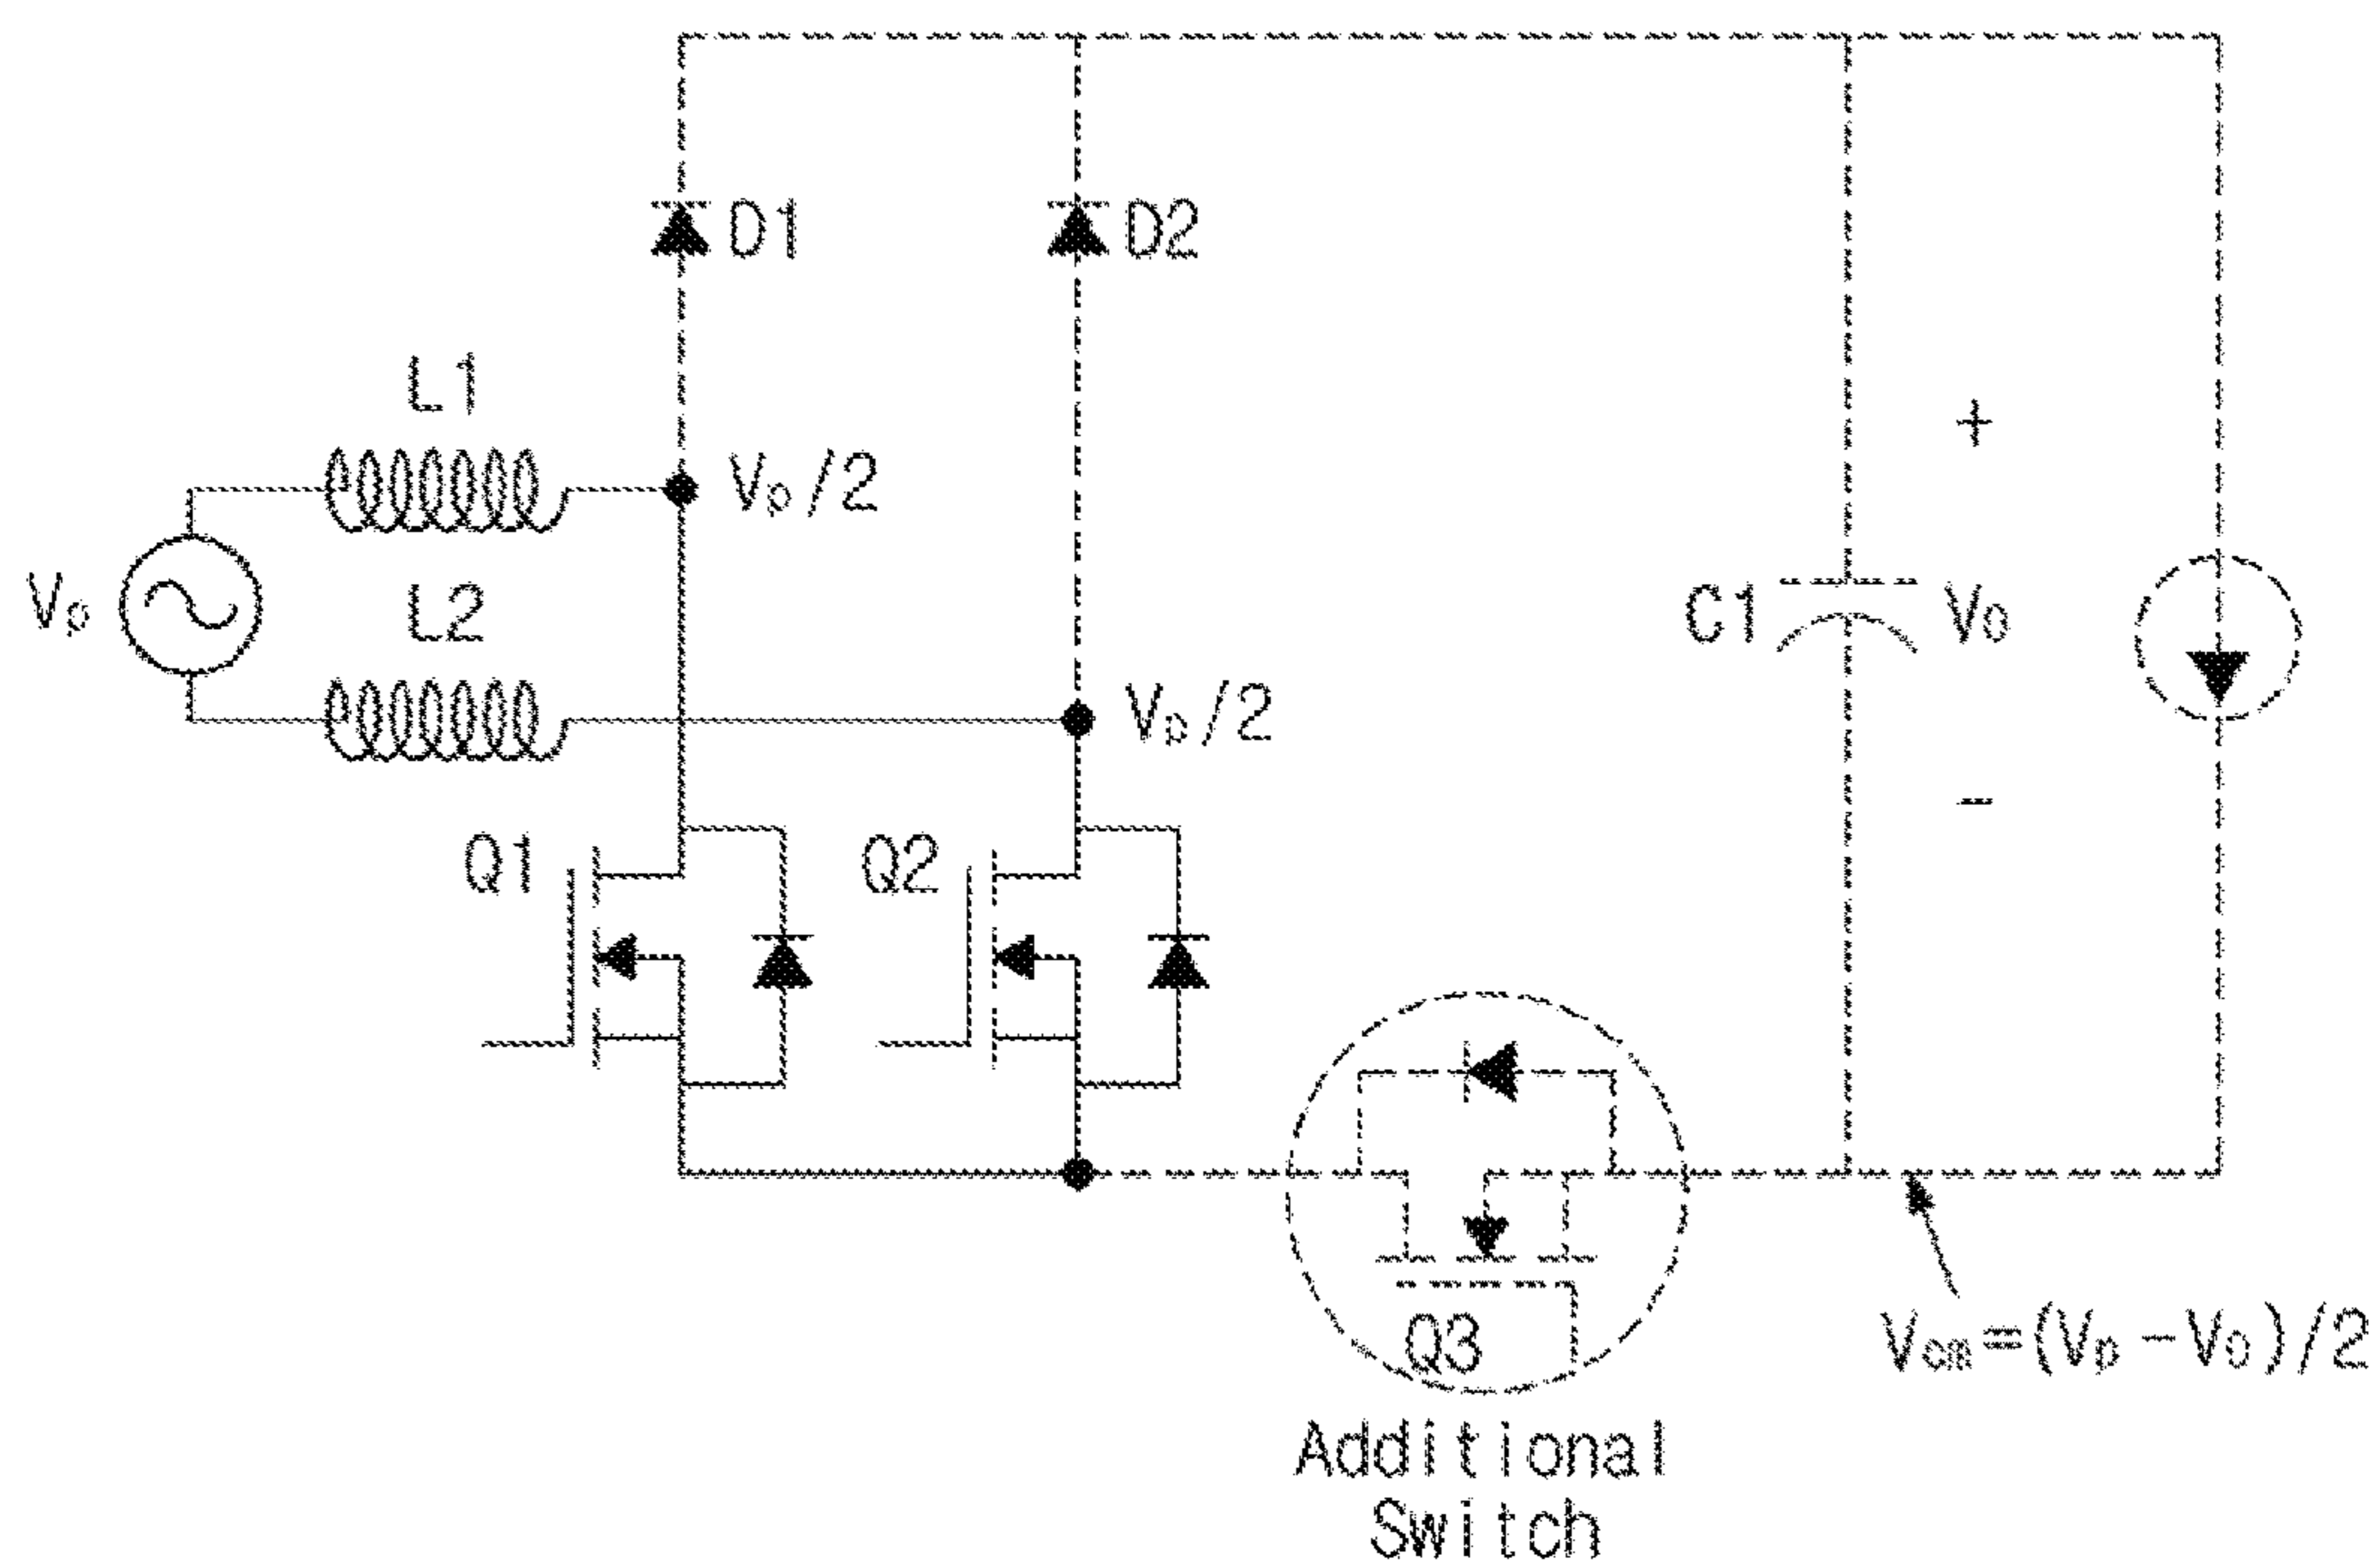 D1
D2
L1
Vp/2
Vp
L2
C1
VO
+
-
Vp/2
Q1
Q2
Q3
Vcm=(Vp-VO)/2
Additional
Switch